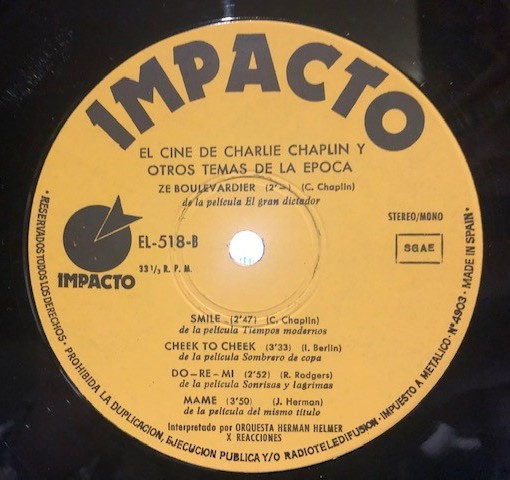 IMPACTO
EL CINE DE CHARLIE CHAPLIN Y
OTROS TEMAS DE LA EPOCA
ZE BOULEVARDIER (2'—) (C. Chaplin)
de la película El gran dictador
STEREO/MONO
EL-518-B
SGAE
33 1/3 R. P. M.
IMPACTO
SMILE (2'47) (C. Chaplin)
de la película Tiempos modernos
CHEEK TO CHEEK (3'33) (I. Berlin)
de la película Sombrero de copa
DO-RE-MI (2'52) (R. Rodgers)
de la película Sonrisas y lagrimas
MAME (3'50) (J. Herman)
de la película del mismo título
Interpretado por ORQUESTA HERMAN HELMER
X REACCIONES
• RESERVADOS TODOS LOS DERECHOS • PROHIBIDA LA DUPLICACION, EJECUCION PUBLICA Y/O RADIOTELEDIFUSION • IMPUESTO A METALICO • Nº 4903 • MADE IN SPAIN •